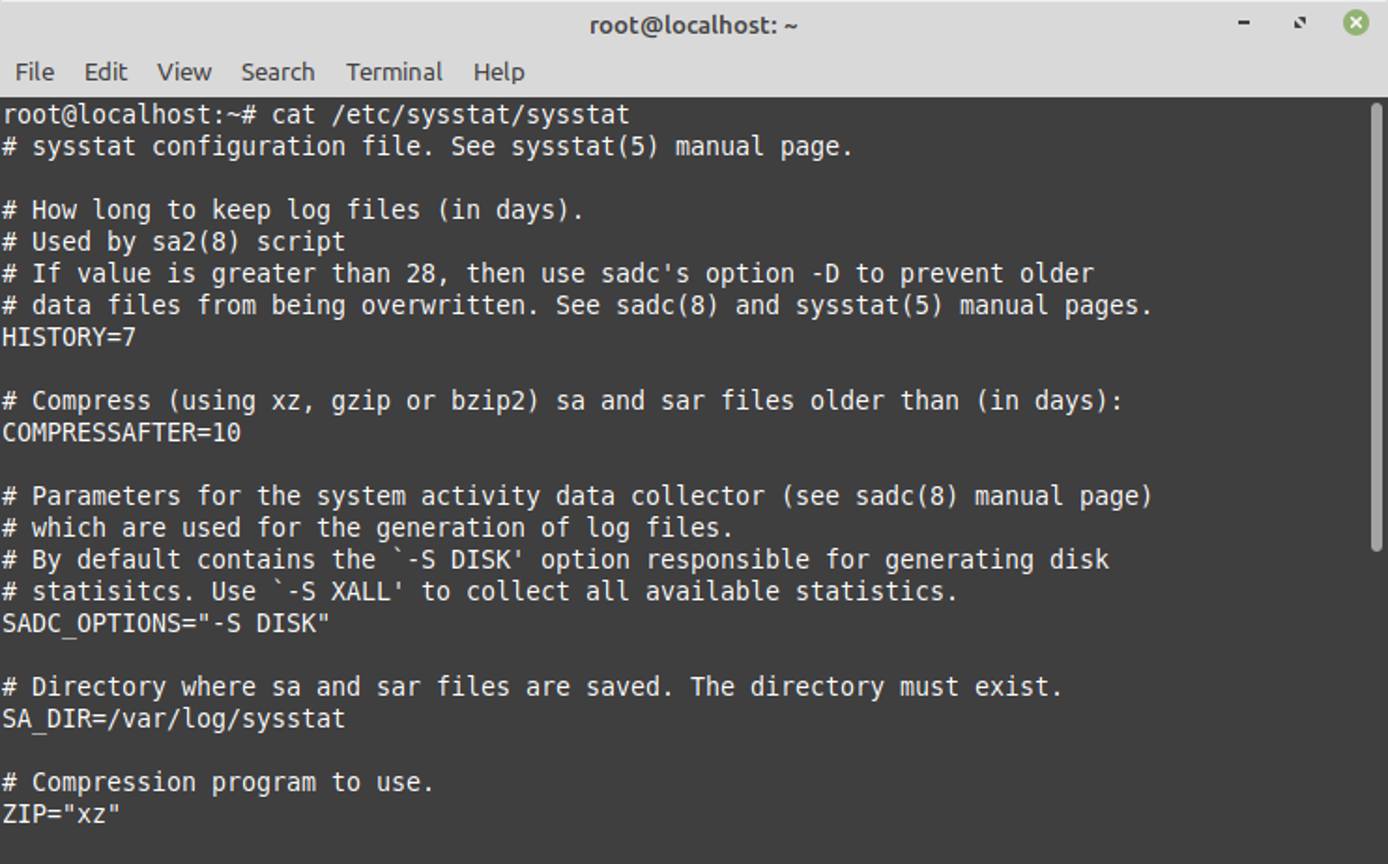 root@localhost: ~
File Edit View Search Terminal Help
root@localhost:~# cat /etc/sysstat/sysstat
# sysstat configuration file. See sysstat(5) manual page.

# How long to keep log files (in days).
# Used by sa2(8) script
# If value is greater than 28, then use sadc's option -D to prevent older
# data files from being overwritten. See sadc(8) and sysstat(5) manual pages.
HISTORY=7

# Compress (using xz, gzip or bzip2) sa and sar files older than (in days):
COMPRESSAFTER=10

# Parameters for the system activity data collector (see sadc(8) manual page)
# which are used for the generation of log files.
# By default contains the `-S DISK' option responsible for generating disk
# statisitcs. Use `-S XALL' to collect all available statistics.
SADC_OPTIONS="-S DISK"

# Directory where sa and sar files are saved. The directory must exist.
SA_DIR=/var/log/sysstat

# Compression program to use.
ZIP="xz"